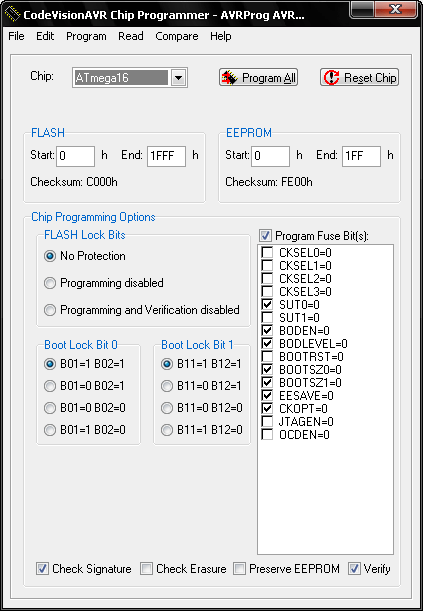 CodeVisionAVR Chip Programmer - AVRProg AVR...
File Edit Program Read Compare Help
Chip: ATmega16 Program All Reset Chip
FLASH
Start: 0 h End: 1FFF h
Checksum: C000h
EEPROM
Start: 0 h End: 1FF h
Checksum: FE00h
Chip Programming Options
FLASH Lock Bits
No Protection
Programming disabled
Programming and Verification disabled
Boot Lock Bit 0
B01=1 B02=1
B01=0 B02=1
B01=0 B02=0
B01=1 B02=0
Boot Lock Bit 1
B11=1 B12=1
B11=0 B12=1
B11=0 B12=0
B11=1 B12=0
Program Fuse Bit(s):
CKSEL0=0
CKSEL1=0
CKSEL2=0
CKSEL3=0
SUT0=0
SUT1=0
BODEN=0
BODLEVEL=0
BOOTRST=0
BOOTSZ0=0
BOOTSZ1=0
EESAVE=0
CKOPT=0
JTAGEN=0
OCDEN=0
Check Signature Check Erasure Preserve EEPROM Verify